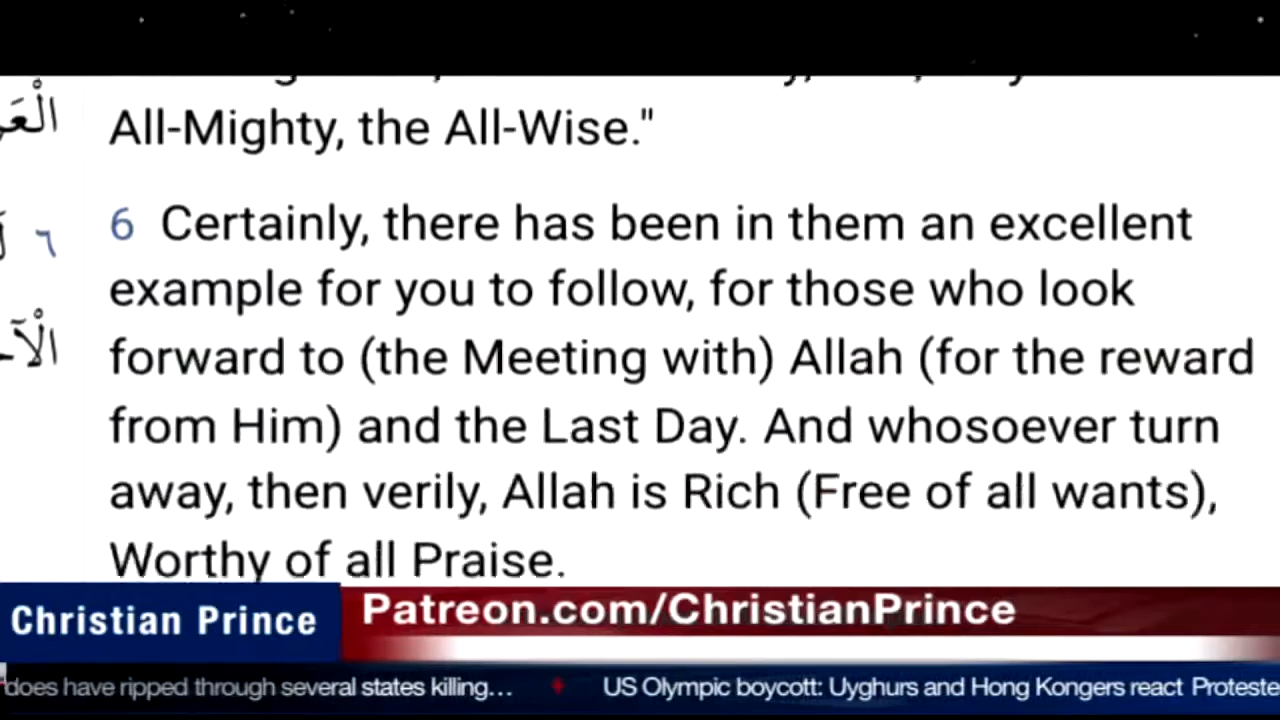 All-Mighty, the All-Wise."
6 Certainly, there has been in them an excellent
٦
example for you to follow, for those who look
forward to (the Meeting with) Allah (for the reward
from Him) and the Last Day. And whosoever turn
away, then verily, Allah is Rich (Free of all wants),
Worthy of all Praise.
Christian Prince
Patreon.com/ChristianPrince
does have ripped through several states killing... US Olympic boycott: Uyghurs and Hong Kongers react Proteste